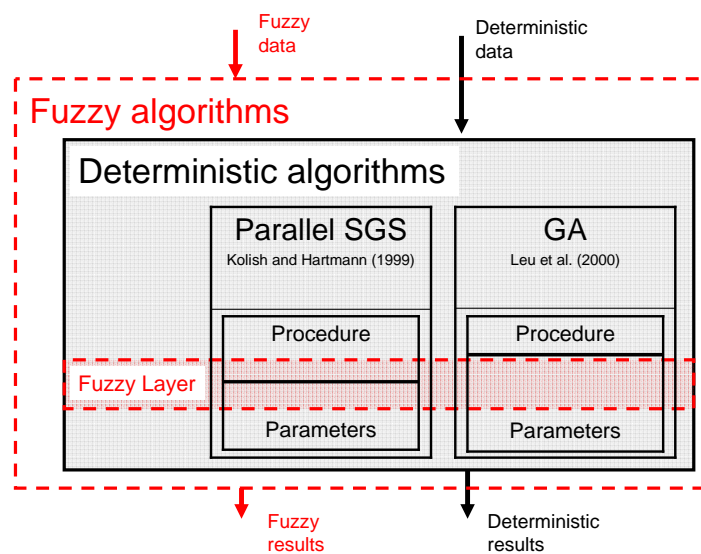 Fuzzy
data
Deterministic
data
Fuzzy algorithms
Deterministic algorithms
Parallel SGS
Kolish and Hartmann (1999)
GA
Leu et al. (2000)
Procedure
Procedure
Fuzzy Layer
Parameters
Parameters
Fuzzy
results
Deterministic
results